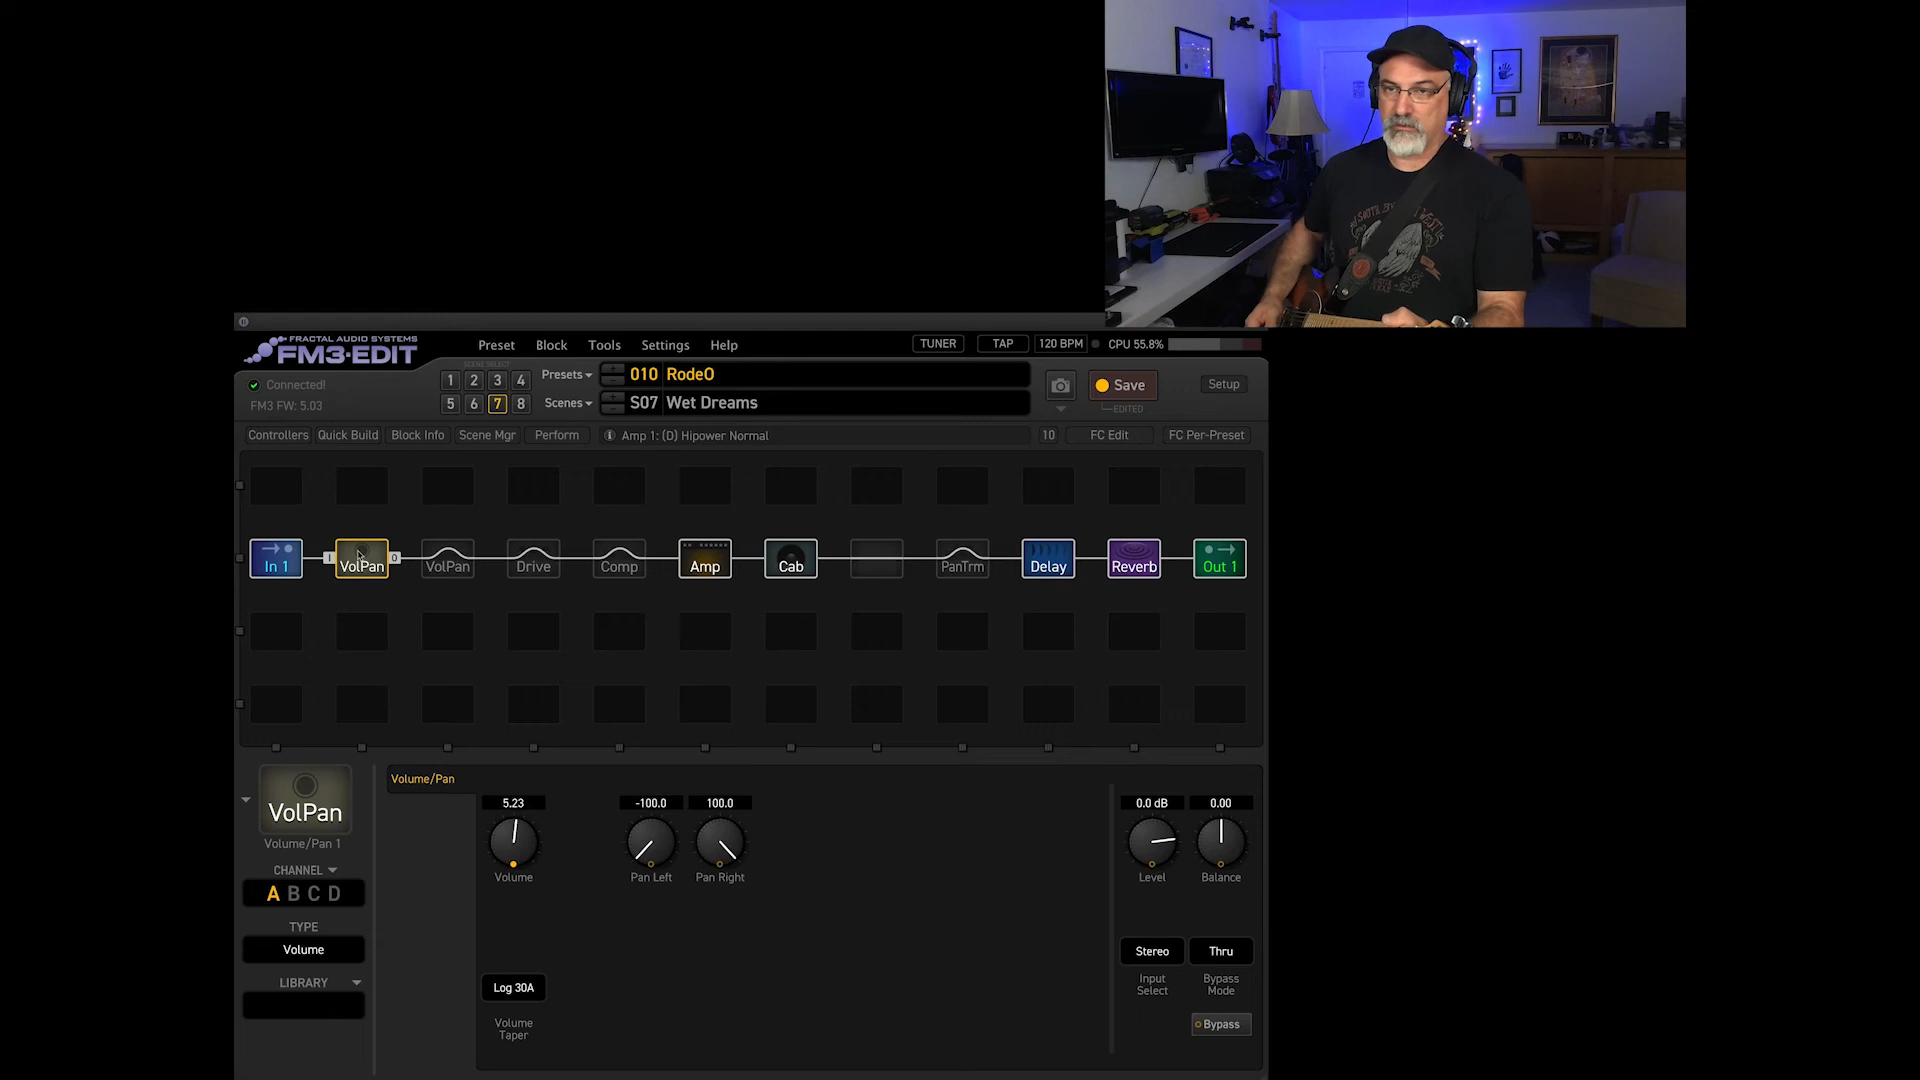 FRACTAL AUDIO SYSTEMS
FM3-EDIT
Preset Block Tools Settings Help
TUNER TAP 120 BPM CPU 55.8%
Connected!
FM3 FW: 5.03
SCENE SELECT
1 2 3 4
5 6 7 8
Presets 010 RodeO
Scenes S07 Wet Dreams
Save
EDITED
Setup
Controllers Quick Build Block Info Scene Mgr Perform
Amp 1: (D) Hipower Normal
10 FC Edit FC Per-Preset
In 1 VolPan VolPan Drive Comp Amp Cab PanTrm Delay Reverb Out 1
I O
VolPan
Volume/Pan 1
CHANNEL
A B C D
TYPE
Volume
LIBRARY
Volume/Pan
5.23 -100.0 100.0 0.0 dB 0.00
Volume Pan Left Pan Right Level Balance
Log 30A
Volume
Taper
Stereo Thru
Input
Select
Bypass
Mode
Bypass